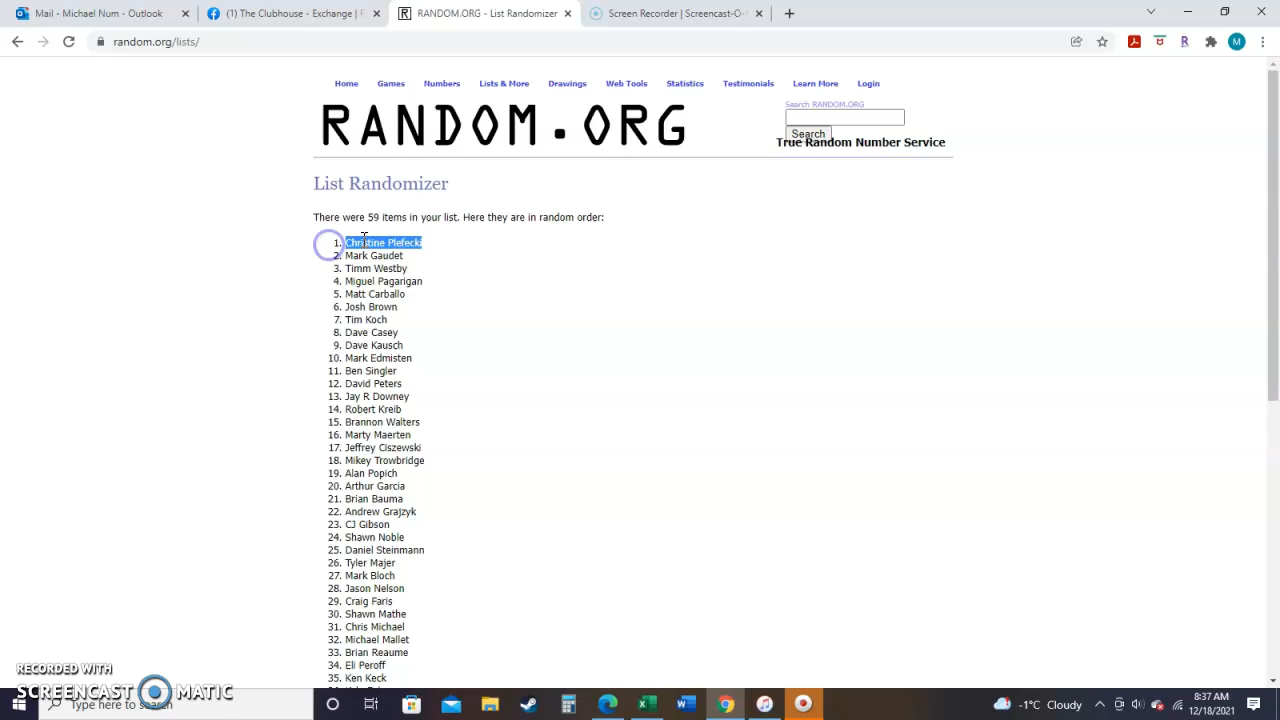 Mail - Michael Munn - Outlook
(1) The Clubhouse - Exchangin
RANDOM.ORG - List Randomizer
Screen Recorder | Screencast-O-
random.org/lists/
Home Games Numbers Lists & More Drawings Web Tools Statistics Testimonials Learn More Login
Search RANDOM.ORG
RANDOM.ORG
Search
True Random Number Service
List Randomizer
There were 59 items in your list. Here they are in random order:
1. Christine Plefecki
2. Mark Gaudet
3. Timm Westby
4. Miguel Pagarigan
5. Matt Carballo
6. Josh Brown
7. Tim Koch
8. Dave Casey
9. Dave Kausch
10. Mark Edmisten
11. Ben Singler
12. David Peters
13. Jay R Downey
14. Robert Kreib
15. Brannon Walters
16. Marty Maerten
17. Jeffrey Ciszewski
18. Mikey Trowbridge
19. Alan Popich
20. Arthur Garcia
21. Brian Bauma
22. Andrew Grajzyk
23. CJ Gibson
24. Shawn Noble
25. Daniel Steinmann
26. Tyler Majer
27. Mark Bloch
28. Jason Nelson
29. Craig Faris
30. Shawn Mathe
31. Chris Michael
32. Michael Mallet
33. Brian Reaume
34. Eli Peroff
35. Ken Keck
RECORDED WITH
SCREENCAST MATIC
Type here to search
-1°C Cloudy
8:37 AM
12/18/2021